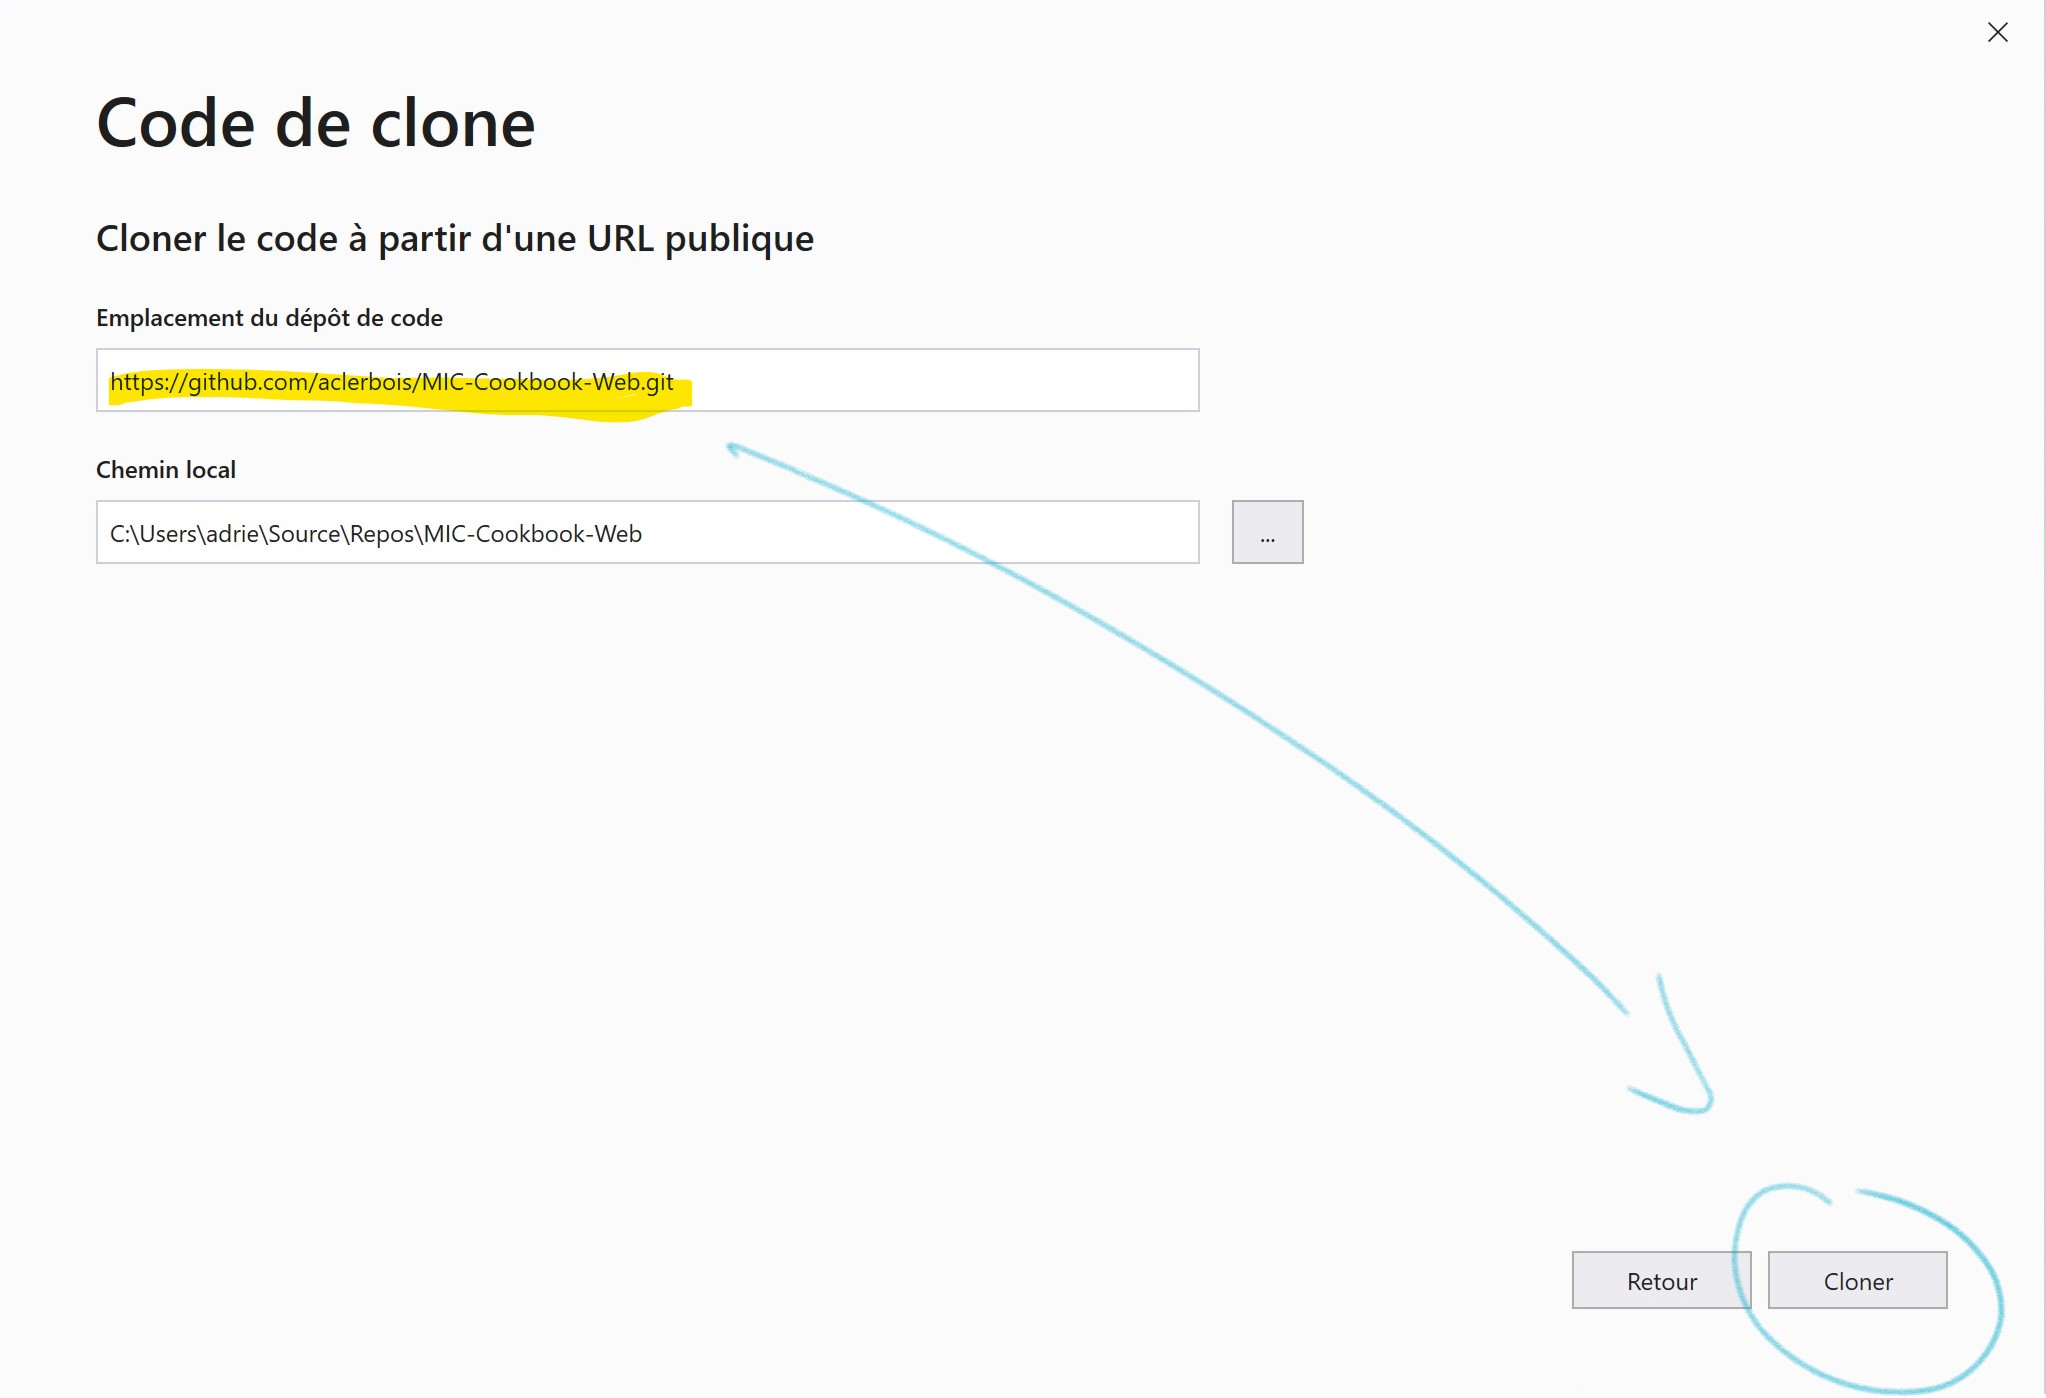 Code de clone
Cloner le code à partir d'une URL publique
Emplacement du dépôt de code
https://github.com/aclerbois/MIC-Cookbook-Web.git
Chemin local
C:\Users\adrie\Source\Repos\MIC-Cookbook-Web
...
Retour
Cloner